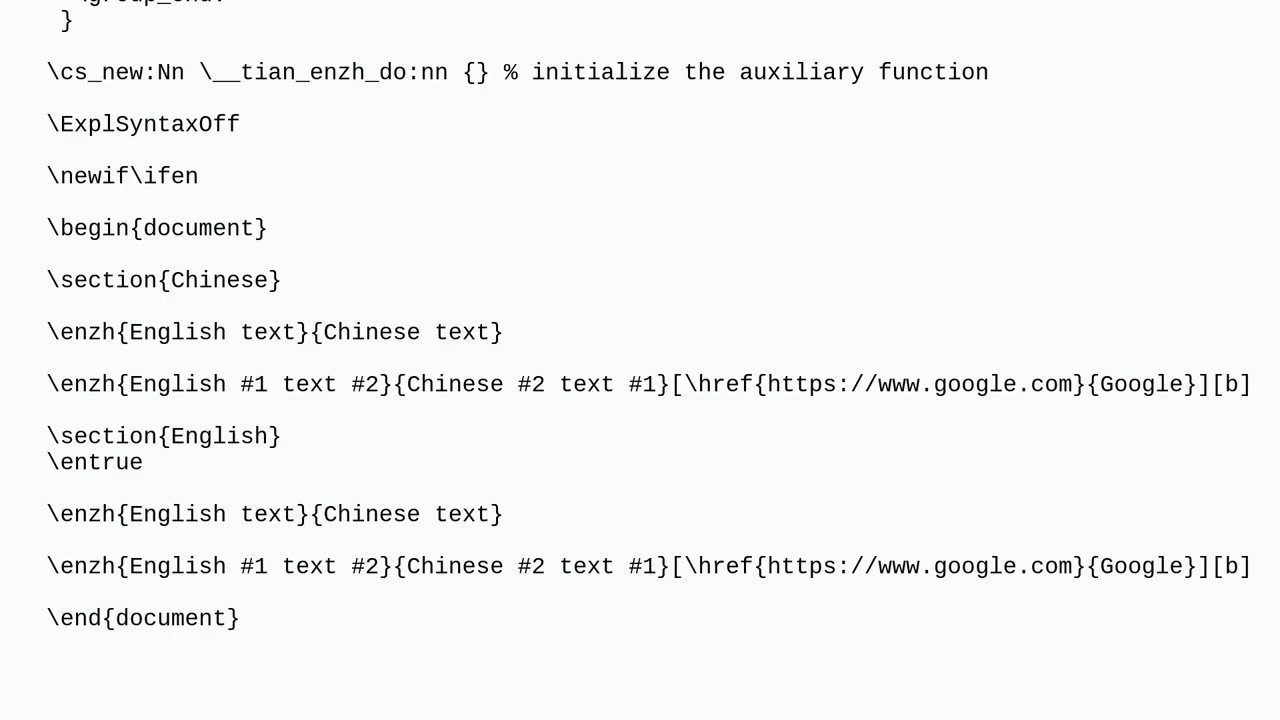 }
\cs_new:Nn \__tian_enzh_do:nn {} % initialize the auxiliary function
\ExplSyntaxOff
\newif\ifen
\begin{document}
\section{Chinese}
\enzh{English text}{Chinese text}
\enzh{English #1 text #2}{Chinese #2 text #1}[\href{https://www.google.com}{Google}][b]
\section{English}
\entrue
\enzh{English text}{Chinese text}
\enzh{English #1 text #2}{Chinese #2 text #1}[\href{https://www.google.com}{Google}][b]
\end{document}